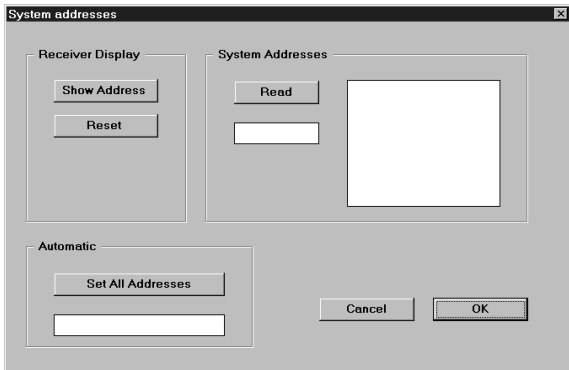 System addresses
Receiver Display
Show Address
Reset
System Addresses
Read
Automatic
Set All Addresses
Cancel
OK